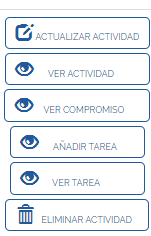 ACTUALIZAR ACTIVIDAD
VER ACTIVIDAD
VER COMPROMISO
AÑADIR TAREA
VER TAREA
ELIMINAR ACTIVIDAD